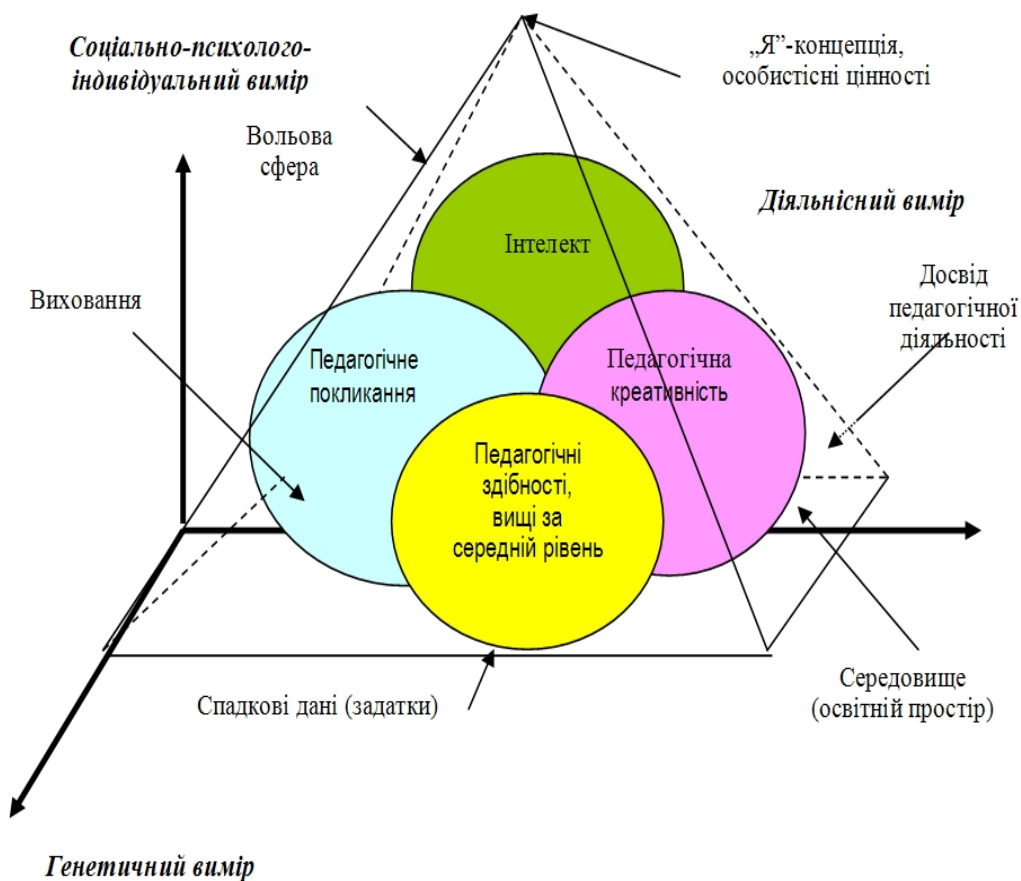 Соціально-психолого-
індивідуальний вимір
„Я”-концепція,
особистісні цінності
Вольова
сфера
Діяльнісний вимір
Інтелект
Досвід
педагогічної
діяльності
Виховання
Педагогічне
покликання
Педагогічна
креативність
Педагогічні
здібності,
вищі за
середній рівень
Середовище
(освітній простір)
Спадкові дані (задатки)
Генетичний вимір